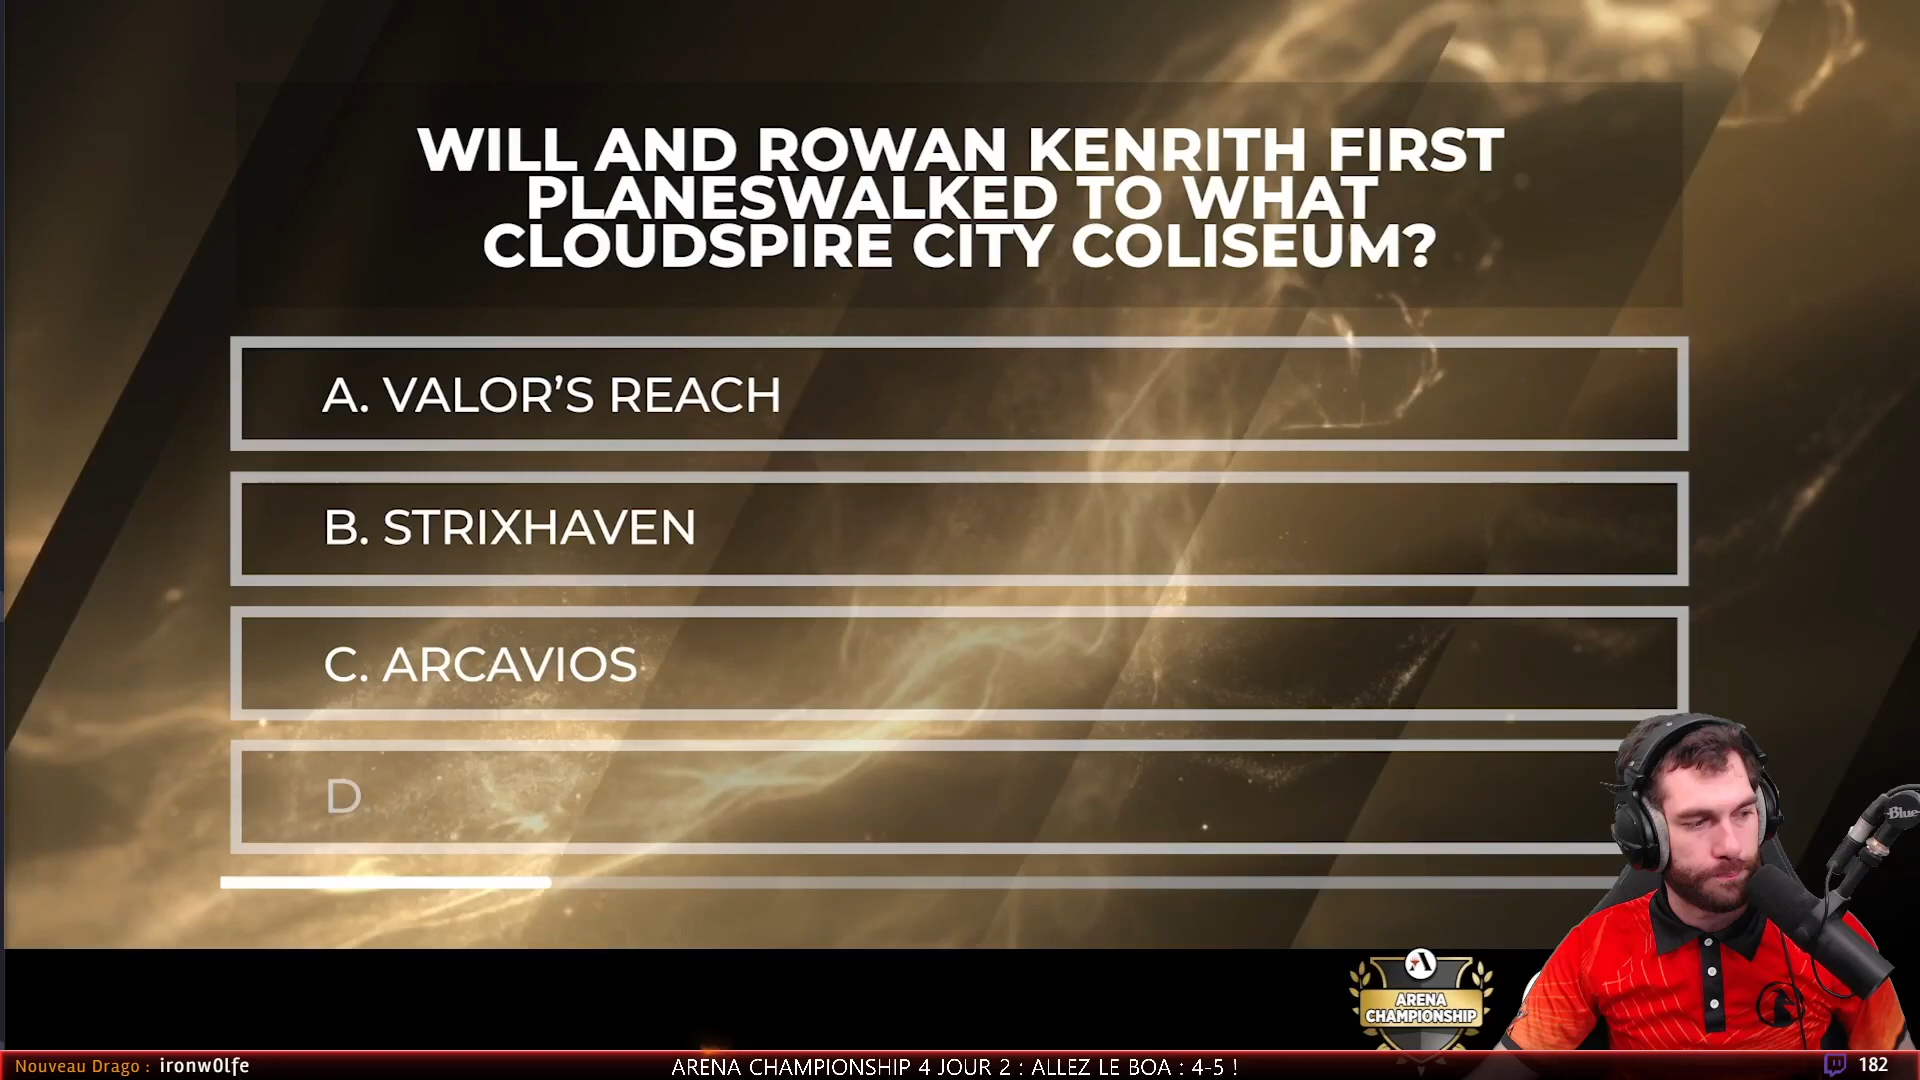 WILL AND ROWAN KENRITH FIRST
PLANESWALKED TO WHAT
CLOUDSPIRE CITY COLISEUM?
A. VALOR'S REACH
B. STRIXHAVEN
C. ARCAVIOS
D.
Blue
ARENA
CHAMPIONSHIP
Nouveau Drago : ironw0lfe
ARENA CHAMPIONSHIP 4 JOUR 2 : ALLEZ LE BOA : 4-5 !
182